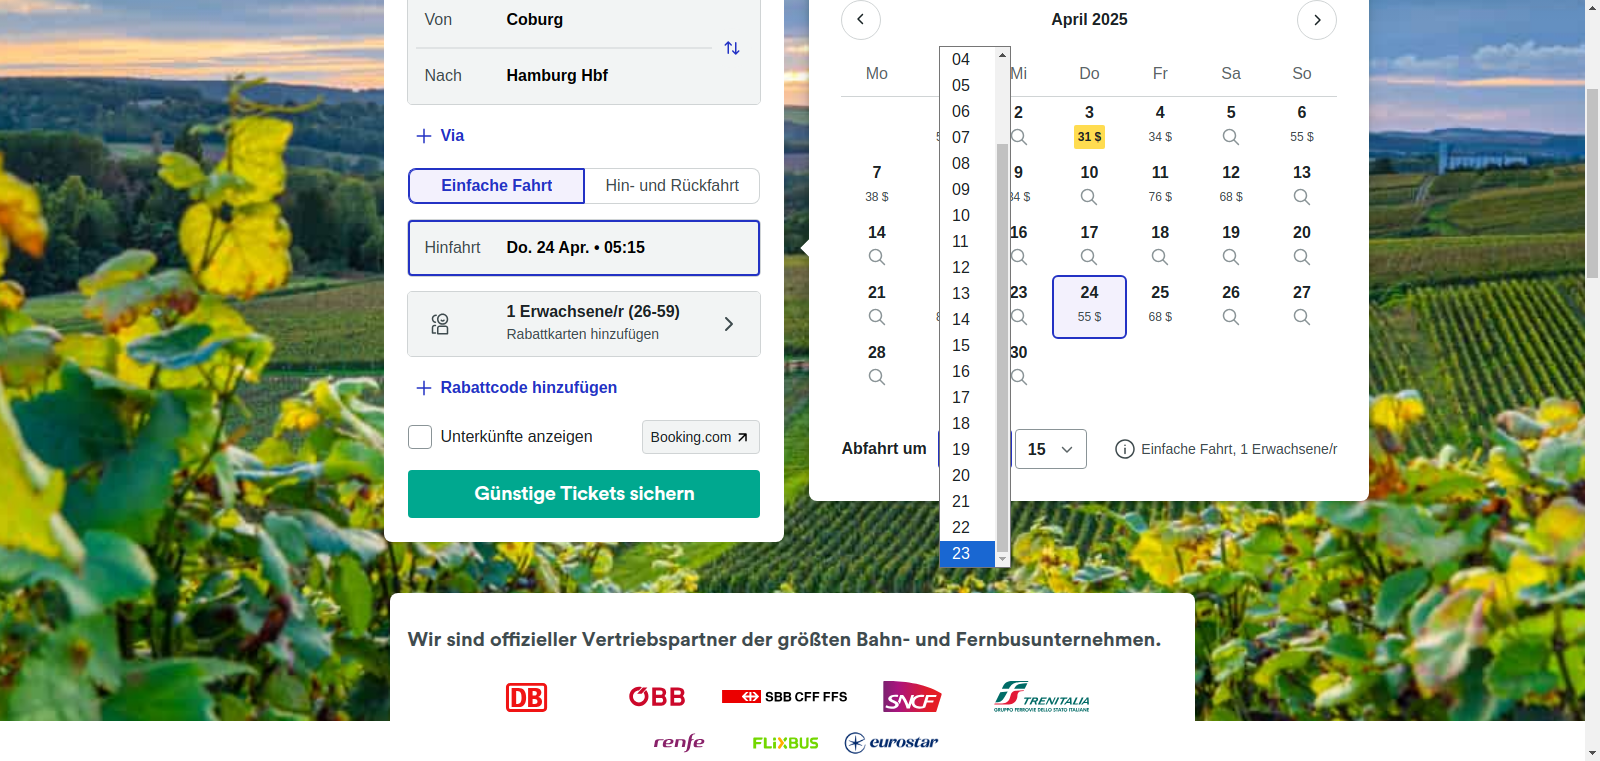 Von Coburg
Nach Hamburg Hbf
Via
Einfache Fahrt Hin- und Rückfahrt
Hinfahrt Do. 24 Apr. • 05:15
1 Erwachsene/r (26-59)
Rabattkarten hinzufügen
Rabattcode hinzufügen
Unterkünfte anzeigen Booking.com
Günstige Tickets sichern
April 2025
Mo Mi Do Fr Sa So
2 3 4 5 6
31 $ 34 $ 55 $
7 9 10 11 12 13
38 $ 34 $ 76 $ 68 $
14 16 17 18 19 20
21 23 24 25 26 27
55 $ 68 $
28 30
04
05
06
07
08
09
10
11
12
13
14
15
16
17
18
19
20
21
22
23
Abfahrt um 15 Einfache Fahrt, 1 Erwachsene/r
Wir sind offizieller Vertriebspartner der größten Bahn- und Fernbusunternehmen.
DB ÖBB SBB CFF FFS SNCF TRENITALIA
GRUPPO FERROVIE DELLO STATO ITALIANE
renfe FLiXBUS eurostar